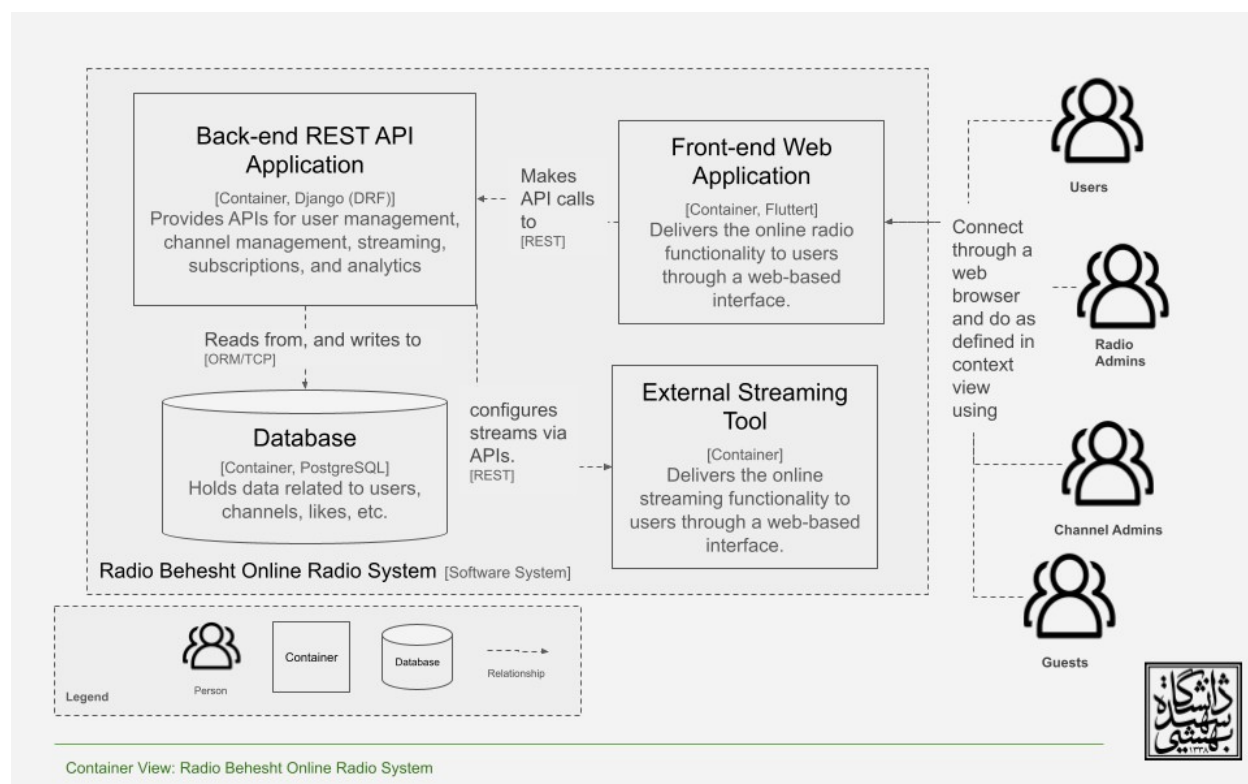 Back-end REST API
Application
[Container, Django (DRF)]
Provides APIs for user management,
channel management, streaming,
subscriptions, and analytics
Makes
API calls
to
[REST]
Front-end Web
Application
[Container, Fluttert]
Delivers the online radio
functionality to users
through a web-based
interface.
Users
Connect
through a
web
browser
and do as
defined in
context
view
using
Radio
Admins
Channel Admins
Guests
Reads from, and writes to
[ORM/TCP]
Database
[Container, PostgreSQL]
Holds data related to users,
channels, likes, etc.
configures
streams via
APIs.
[REST]
External Streaming
Tool
[Container]
Delivers the online
streaming functionality to
users through a web-based
interface.
Radio Behesht Online Radio System [Software System]
Legend
Person
Container
Database
Relationship
دانشگاه
شهید
بهشتی
۱۳۳۸
Container View: Radio Behesht Online Radio System